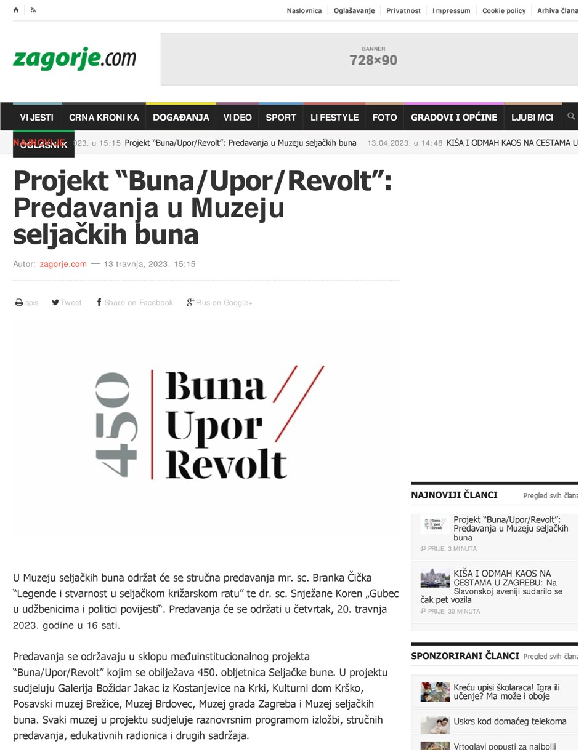 Naslovnica Oglašavanje Privatnost Impressum Cookie policy Arhiva člana
zagorje.com
BANNER
728×90
VIJESTI CRNA KRONIKA DOGAĐANJA VIDEO SPORT LIFESTYLE FOTO GRADOVI I OPĆINE LJUBIMCI
OGLASNIK
023. u 15:15 Projekt "Buna/Upor/Revolt": Predavanja u Muzeju seljačkih buna 13.04.2023. u 14:48 KIŠA I ODMAH KAOS NA CESTAMA U
Projekt “Buna/Upor/Revolt”:
Predavanja u Muzeju
seljačkih buna
Autor: zagorje.com — 13 travnja, 2023. 15:15
Ispis Tweet Share on Facebook Plus on Google+
450
Buna
Upor
Revolt
U Muzeju seljačkih buna održat će se stručna predavanja mr. sc. Branka Čička
“Legende i stvarnost u seljačkom križarskom ratu” te dr. sc. Snježane Koren „Gubec
u udžbenicima i politici povijesti“. Predavanja će se održati u četvrtak, 20. travnja
2023. godine u 16 sati.
Predavanja se održavaju u sklopu međuinstitucionalnog projekta
“Buna/Upor/Revolt” kojim se obilježava 450. obljetnica Seljačke bune. U projektu
sudjeluju Galerija Božidar Jakac iz Kostanjevice na Krki, Kulturni dom Krško,
Posavski muzej Brežice, Muzej Brdovec, Muzej grada Zagreba i Muzej seljačkih
buna. Svaki muzej u projektu sudjeluje raznovrsnim programom izložbi, stručnih
predavanja, edukativnih radionica i drugih sadržaja.
NAJNOVIJI ČLANCI Pregled svih člana
Projekt “Buna/Upor/Revolt”:
Predavanja u Muzeju seljačkih
buna
PRIJE 3 MINUTA
KIŠA I ODMAH KAOS NA
CESTAMA U ZAGREBU: Na
Slavonskoj aveniji sudarilo se
čak pet vozila
PRIJE 30 MINUTA
SPONZORIRANI ČLANCI Pregled svih člana
Kreću upisi školaraca! Igra ili
učenje? Ma može i oboje
Uskrs kod domaćeg telekoma
Vrtoglavi popusti za najbolji